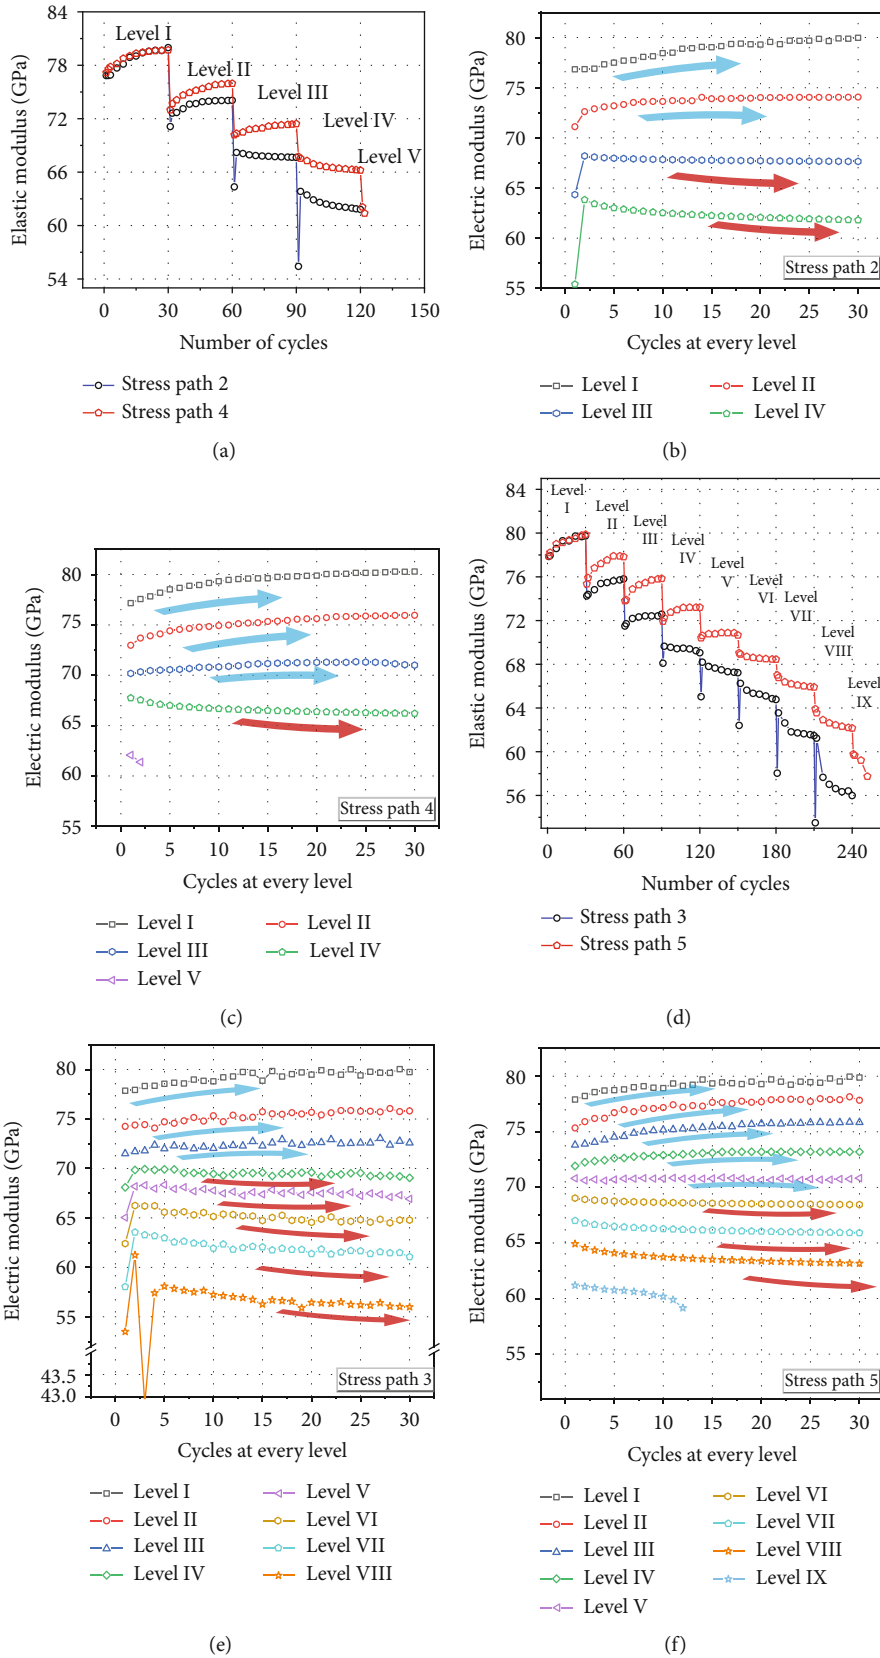 84
78
72
66
60
54
Elastic modulus (GPa)
Level I
Level II
Level III
Level IV
Level V
0
30
60
90
120
150
Number of cycles
Stress path 2
Stress path 4
(a)
80
75
70
65
60
55
Electric modulus (GPa)
Stress path 2
0
5
10
15
20
25
30
Cycles at every level
Level I
Level II
Level III
Level IV
(b)
80
75
70
65
60
55
Electric modulus (GPa)
Stress path 4
0
5
10
15
20
25
30
Cycles at every level
Level I
Level II
Level III
Level IV
Level V
(c)
84
80
76
72
68
64
60
56
Elastic modulus (GPa)
Level
I
Level
II
Level
III
Level
IV
Level
V
Level
VI
Level
VII
Level
VIII
Level
IX
0
60
120
180
240
Number of cycles
Stress path 3
Stress path 5
(d)
80
75
70
65
60
55
43.5
43.0
Electric modulus (GPa)
Stress path 3
0
5
10
15
20
25
30
Cycles at every level
Level I
Level V
Level II
Level VI
Level III
Level VII
Level IV
Level VIII
(e)
80
75
70
65
60
55
Electric modulus (GPa)
Stress path 5
0
5
10
15
20
25
30
Cycles at every level
Level I
Level VI
Level II
Level VII
Level III
Level VIII
Level IV
Level IX
Level V
(f)